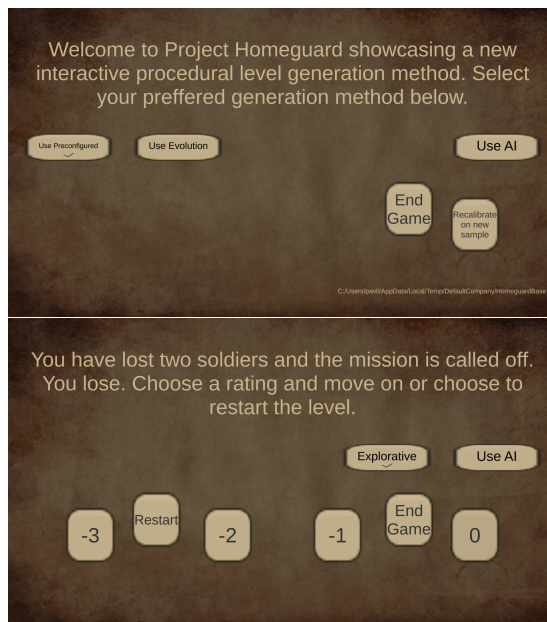 Welcome to Project Homeguard showcasing a new
interactive procedural level generation method. Select
your preffered generation method below.
Use Preconfigured
Use Evolution
Use AI
End
Game
Recalibrate
on new
sample
C:/Users/pavli/AppData/Local/Temp/DefaultCompany/HomeguardBase
You have lost two soldiers and the mission is called off.
You lose. Choose a rating and move on or choose to
restart the level.
Explorative
Use AI
-3
Restart
-2
-1
End
Game
0